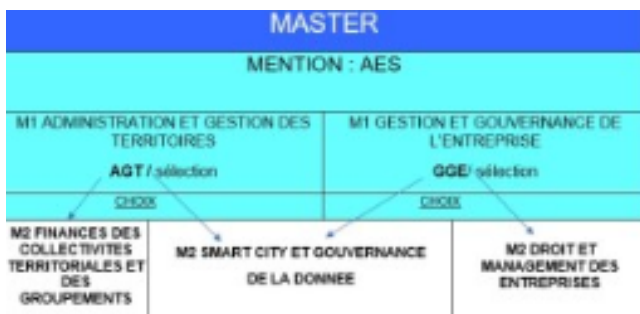 MASTER
MENTION : AES
M1 ADMINISTRATION ET GESTION DES
TERRITOIRES
AGT / sélection
M1 GESTION ET GOUVERNANCE DE
L'ENTREPRISE
GGE/ sélection
CHOIX
CHOIX
M2 FINANCES DES
COLLECTIVITES
TERRITORIALES ET
DES
GROUPEMENTS
M2 SMART CITY ET GOUVERNANCE
DE LA DONNEE
M2 DROIT ET
MANAGEMENT DES
ENTREPRISES